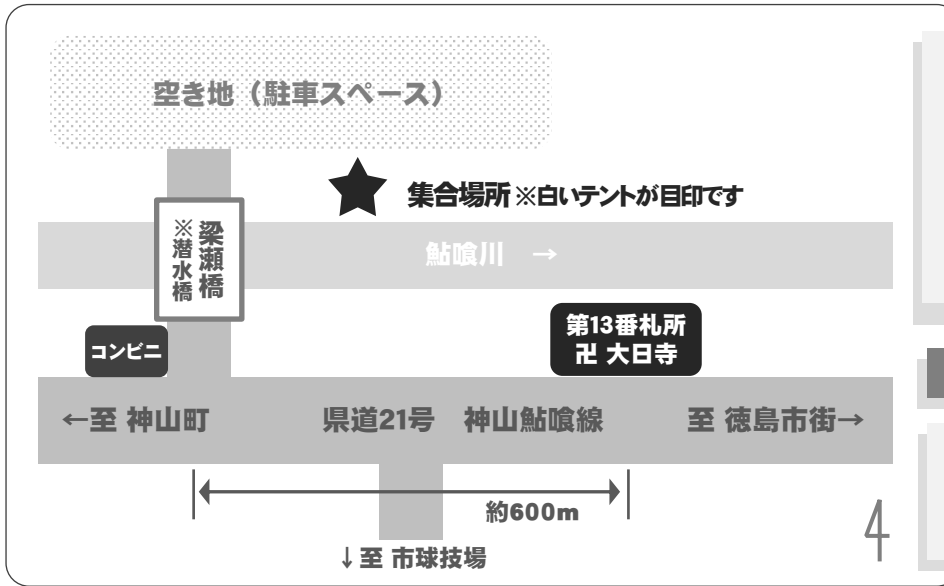 空き地（駐車スペース）
集合場所 ※白いテントが目印です
梁瀬橋
※潜水橋
鮎喰川 →
第13番札所
卍 大日寺
コンビニ
←至 神山町
県道21号 神山鮎喰線
至 徳島市街→
約600m
↓至 市球技場
4